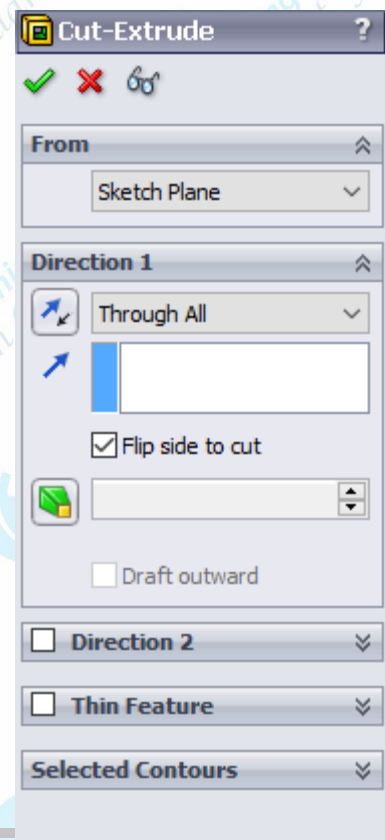 Cut-Extrude ?
From
Sketch Plane
Direction 1
Through All
Flip side to cut
Draft outward
Direction 2
Thin Feature
Selected Contours